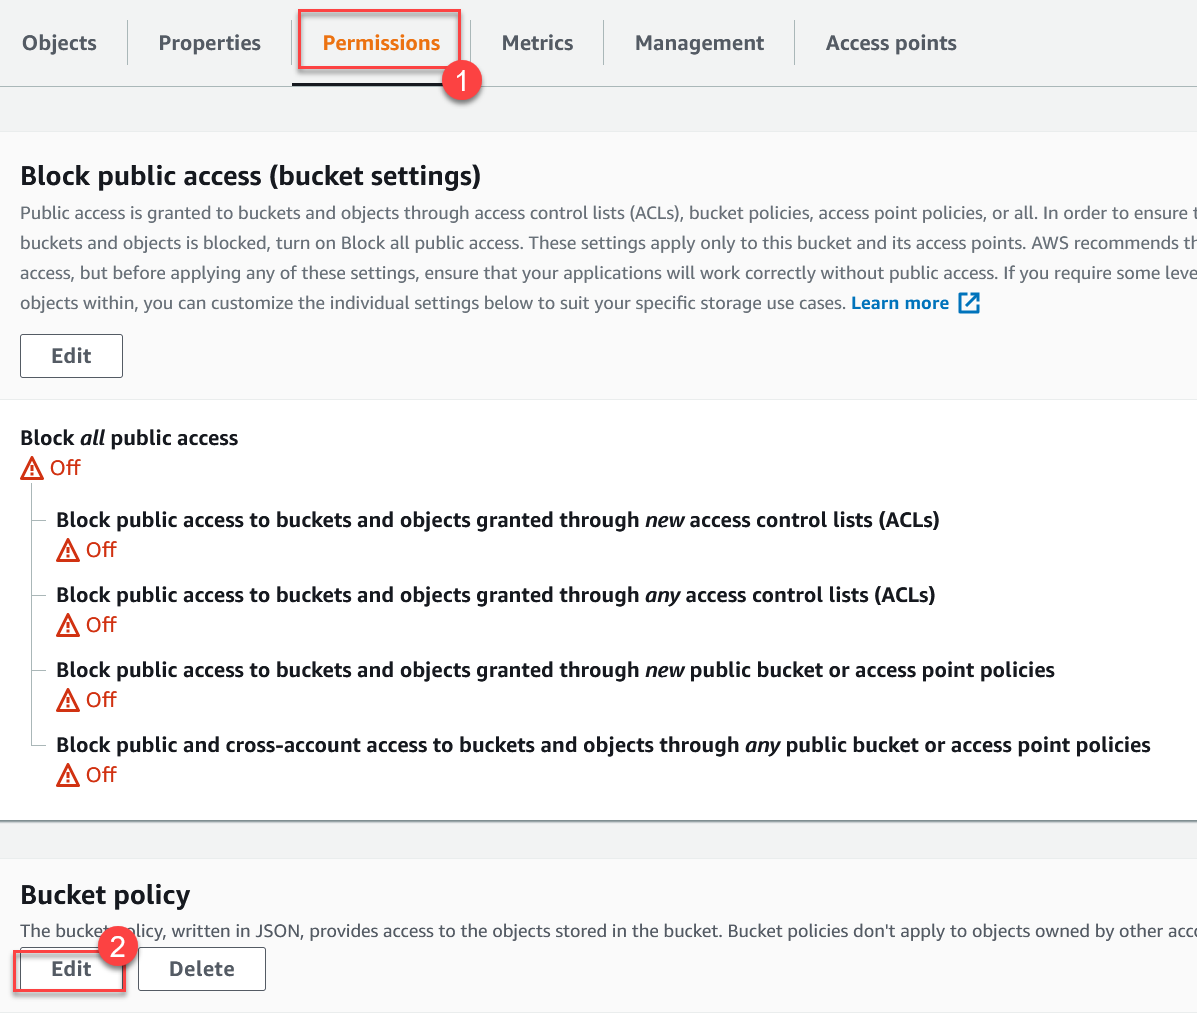 Objects
Properties
Permissions
Metrics
Management
Access points
1
Block public access (bucket settings)
Public access is granted to buckets and objects through access control lists (ACLs), bucket policies, access point policies, or all. In order to ensure
buckets and objects is blocked, turn on Block all public access. These settings apply only to this bucket and its access points. AWS recommends
access, but before applying any of these settings, ensure that your applications will work correctly without public access. If you require some
objects within, you can customize the individual settings below to suit your specific storage use cases. Learn more
Edit
Block all public access
Off
Block public access to buckets and objects granted through new access control lists (ACLs)
Off
Block public access to buckets and objects granted through any access control lists (ACLs)
Off
Block public access to buckets and objects granted through new public bucket or access point policies
Off
Block public and cross-account access to buckets and objects through any public bucket or access point policies
Off
Bucket policy
The bucket policy, written in JSON, provides access to the objects stored in the bucket. Bucket policies don't apply to objects owned by other
2
Edit
Delete